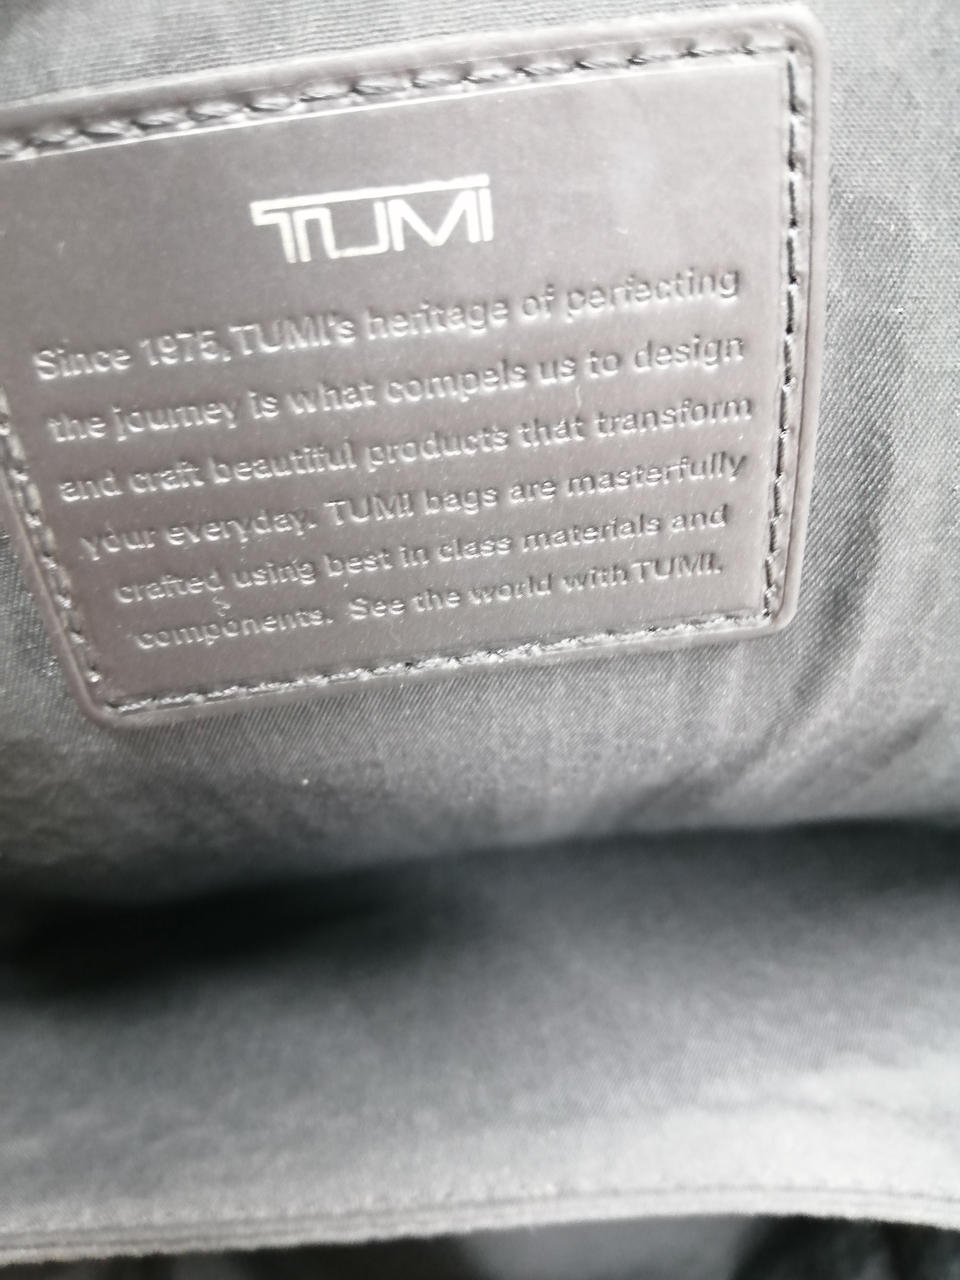 TUMI
Since 1975, TUMI's heritage of perfecting
the journey is what compels us to design
and craft beautiful products that transform
your everyday. TUMI bags are masterfully
crafted using best in class materials and
components. See the world with TUMI.